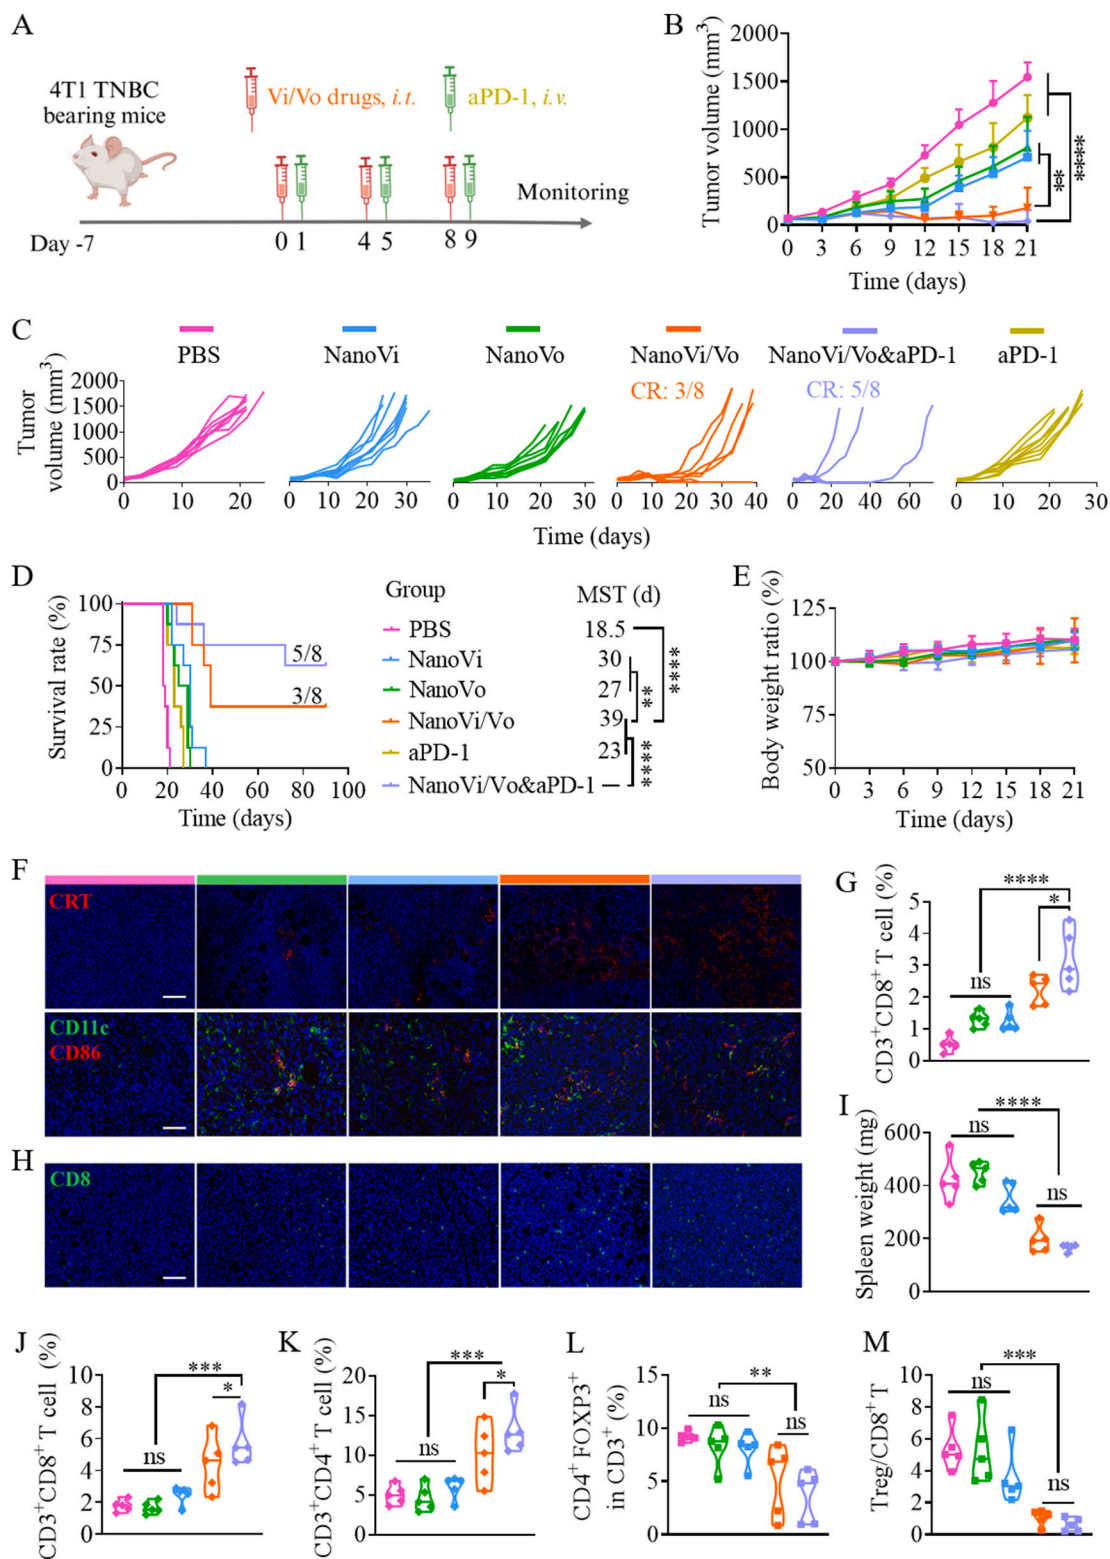 A
4T1 TNBC
bearing mice
Vi/Vo drugs, i.t.
aPD-1, i.v.
Monitoring
Day -7
0 1 4 5 8 9
B
Tumor volume (mm³)
2000
1500
1000
500
0
0 3 6 9 12 15 18 21
Time (days)
**
****
C
PBS NanoVi NanoVo NanoVi/Vo NanoVi/Vo&aPD-1 aPD-1
CR: 3/8 CR: 5/8
Tumor
volume (mm³)
2000
1500
1000
500
0
0 10 20
0 10 20 30
0 10 20 30
0 10 20 30 39
0 20 40 60
0 10 20 30
Time (days)
D
Survival rate (%)
100
75
50
25
0
5/8
3/8
0 20 40 60 80 100
Time (days)
Group MST (d)
PBS 18.5
NanoVi 30
NanoVo 27
NanoVi/Vo 39
aPD-1 23
NanoVi/Vo&aPD-1 —
**
****
****
E
Body weight ratio (%)
125
100
75
50
0 3 6 9 12 15 18 21
Time (days)
F
CRT
CD11c
CD86
G
CD3⁺CD8⁺ T cell (%)
5
4
3
2
1
0
ns
****
*
H
CD8
I
Spleen weight (mg)
600
400
200
0
ns
****
ns
J
CD3⁺CD8⁺ T cell (%)
10
8
6
4
2
0
ns
***
*
K
CD3⁺CD4⁺ T cell (%)
20
15
10
5
0
ns
***
*
L
CD4⁺ FOXP3⁺
in CD3⁺ (%)
15
10
5
0
ns
**
ns
M
Treg/CD8⁺ T
10
8
6
4
2
0
ns
***
ns